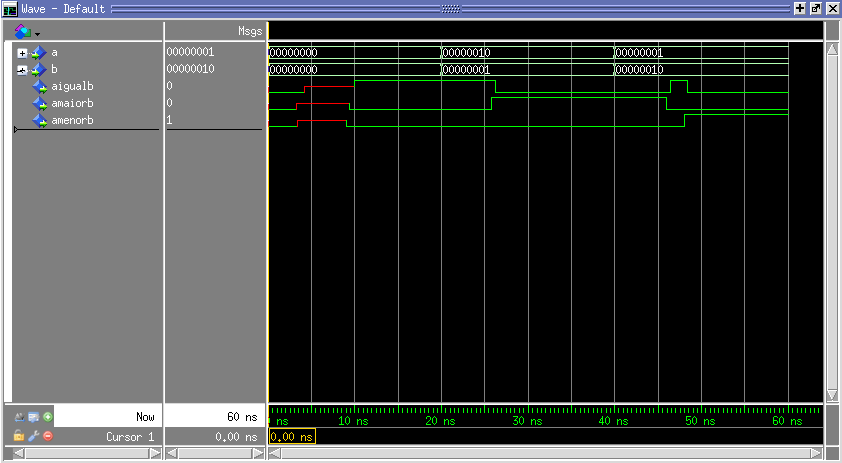 Wave - Default
Msgs
a 00000001 00000000 00000010 00000001
b 00000010 00000000 00000001 00000010
aigualb 0
amaiorb 0
amenorb 1
Now 60 ns ns 10 ns 20 ns 30 ns 40 ns 50 ns 60 ns
Cursor 1 0.00 ns 0.00 ns